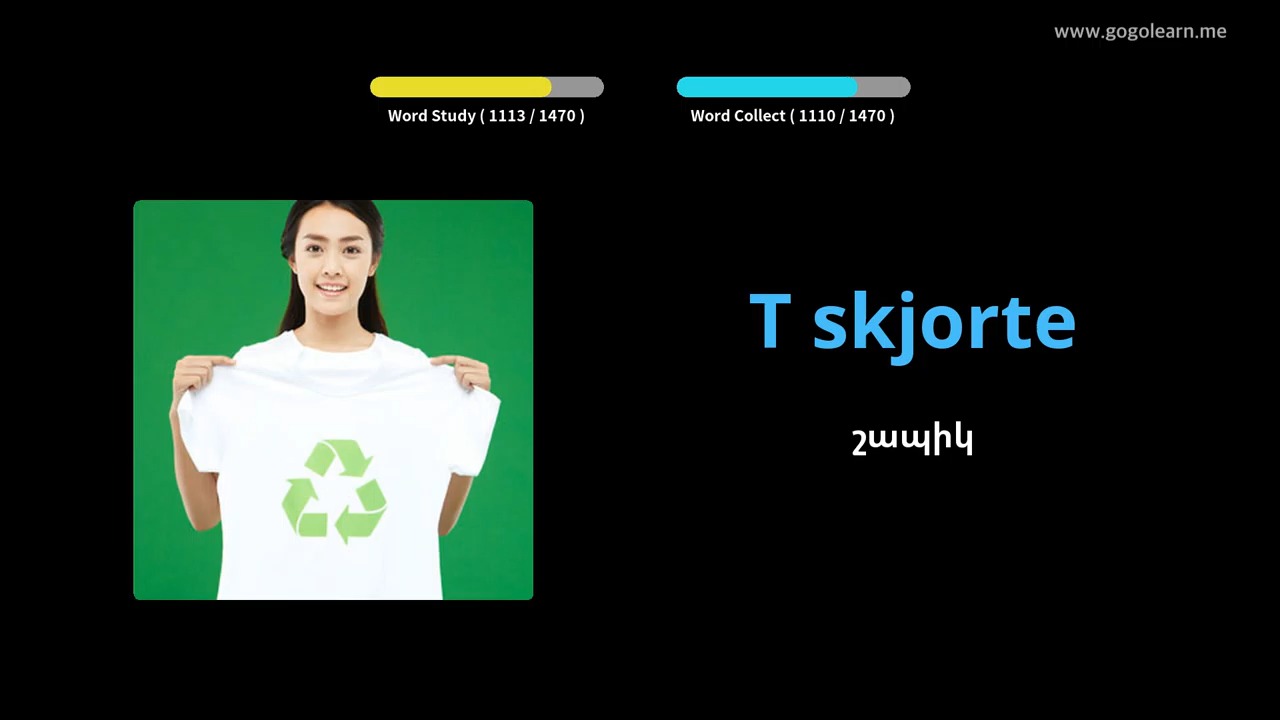 www.gogolearn.me
Word Study ( 1113 / 1470 )
Word Collect ( 1110 / 1470 )
T skjorte
շապիկ